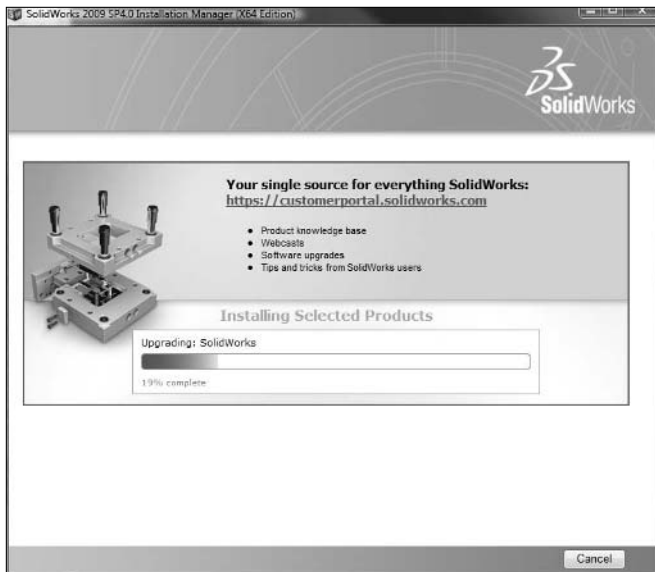 SolidWorks 2009 SP4.0 Installation Manager (X64 Edition)
SolidWorks
Your single source for everything SolidWorks:
https://customerportal.solidworks.com
Product knowledge base
Webcasts
Software upgrades
Tips and tricks from SolidWorks users
Installing Selected Products
Upgrading: SolidWorks
19% complete
Cancel